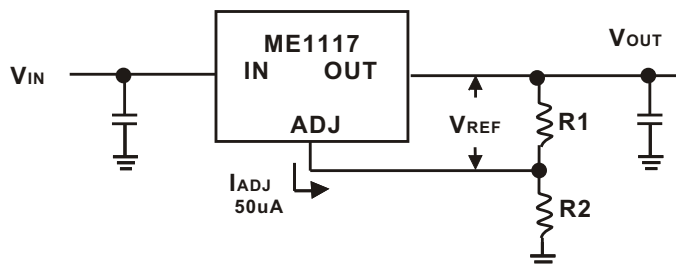 ME1117
IN OUT
ADJ
VIN
VOUT
VREF
R1
IADJ
50uA
R2